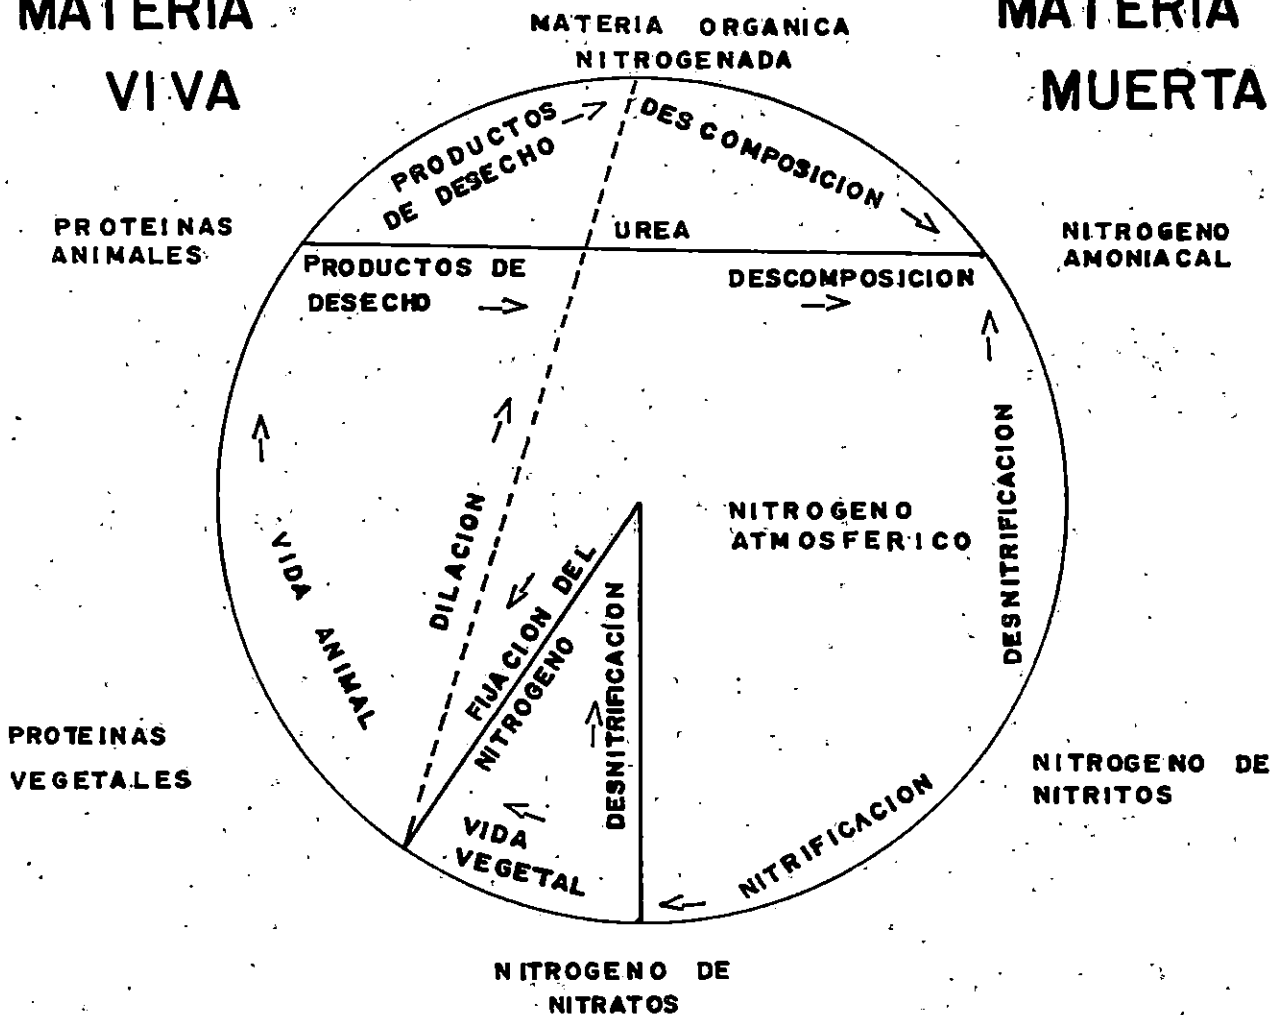 MATERIA
VIVA
MATERIA ORGANICA
NITROGENADA
MATERIA
MUERTA
PRODUCTOS
DE DESECHO
DESCOMPOSICION
PROTEINAS
ANIMALES
UREA
NITROGENO
AMONIACAL
PRODUCTOS DE
DESECHO
DESCOMPOSICION
VIDA ANIMAL
DILACION
FIJACION DEL
NITROGENO
DESNITRIFICACION
NITROGENO
ATMOSFERICO
DESNITRIFICACION
PROTEINAS
VEGETALES
VIDA
VEGETAL
NITRIFICACION
NITROGENO DE
NITRITOS
NITROGENO DE
NITRATOS